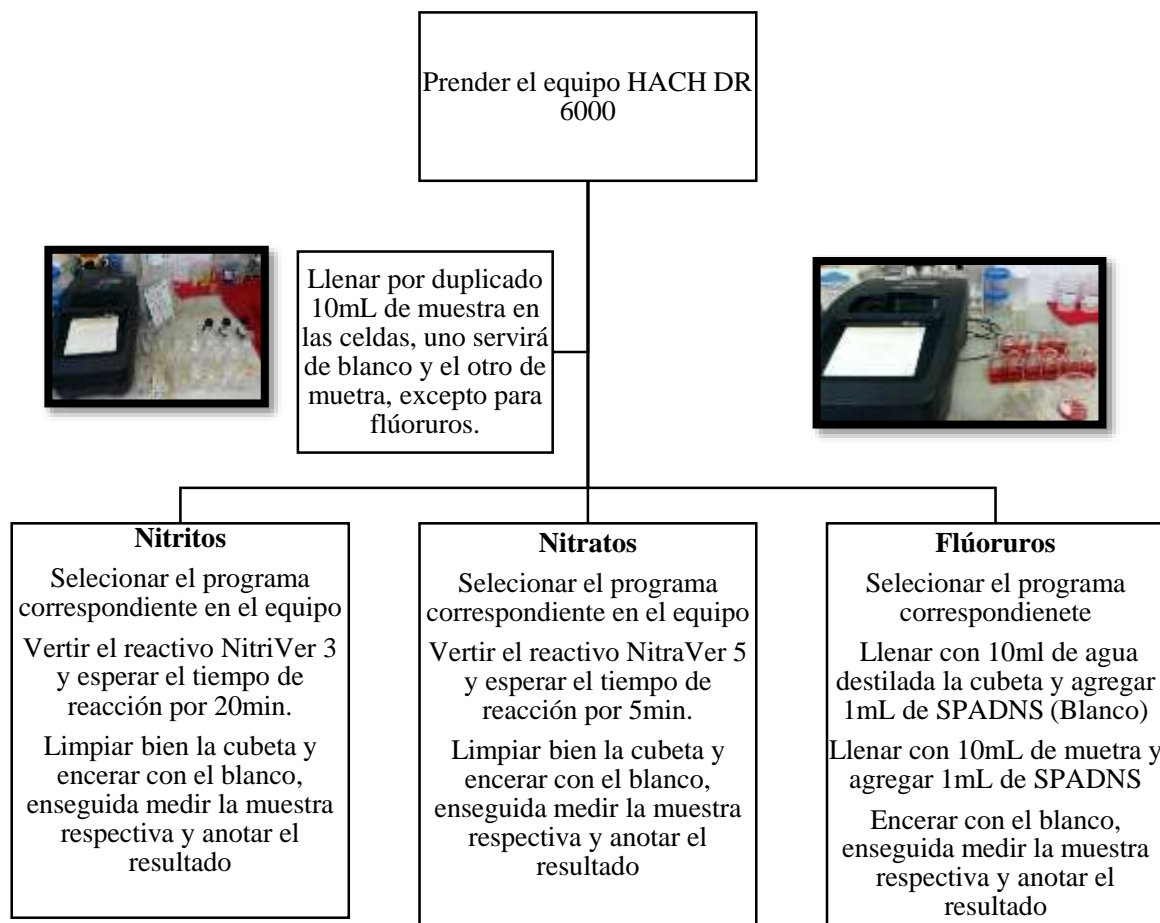 Prender el equipo HACH DR
6000
Llenar por duplicado
10mL de muestra en
las celdas, uno servirá
de blanco y el otro de
muetra, excepto para
flúoruros.
Nitritos
Selecionar el programa
correspondiente en el equipo
Vertir el reactivo NitriVer 3
y esperar el tiempo de
reacción por 20min.
Limpiar bien la cubeta y
encerar con el blanco,
enseguida medir la muestra
respectiva y anotar el
resultado
Nitratos
Selecionar el programa
correspondiente en el equipo
Vertir el reactivo NitraVer 5
y esperar el tiempo de
reacción por 5min.
Limpiar bien la cubeta y
encerar con el blanco,
enseguida medir la muestra
respectiva y anotar el
resultado
Flúoruros
Selecionar el programa
correspondienete
Llenar con 10ml de agua
destilada la cubeta y agregar
1mL de SPADNS (Blanco)
Llenar con 10mL de muetra y
agregar 1mL de SPADNS
Encerar con el blanco,
enseguida medir la muestra
respectiva y anotar el
resultado